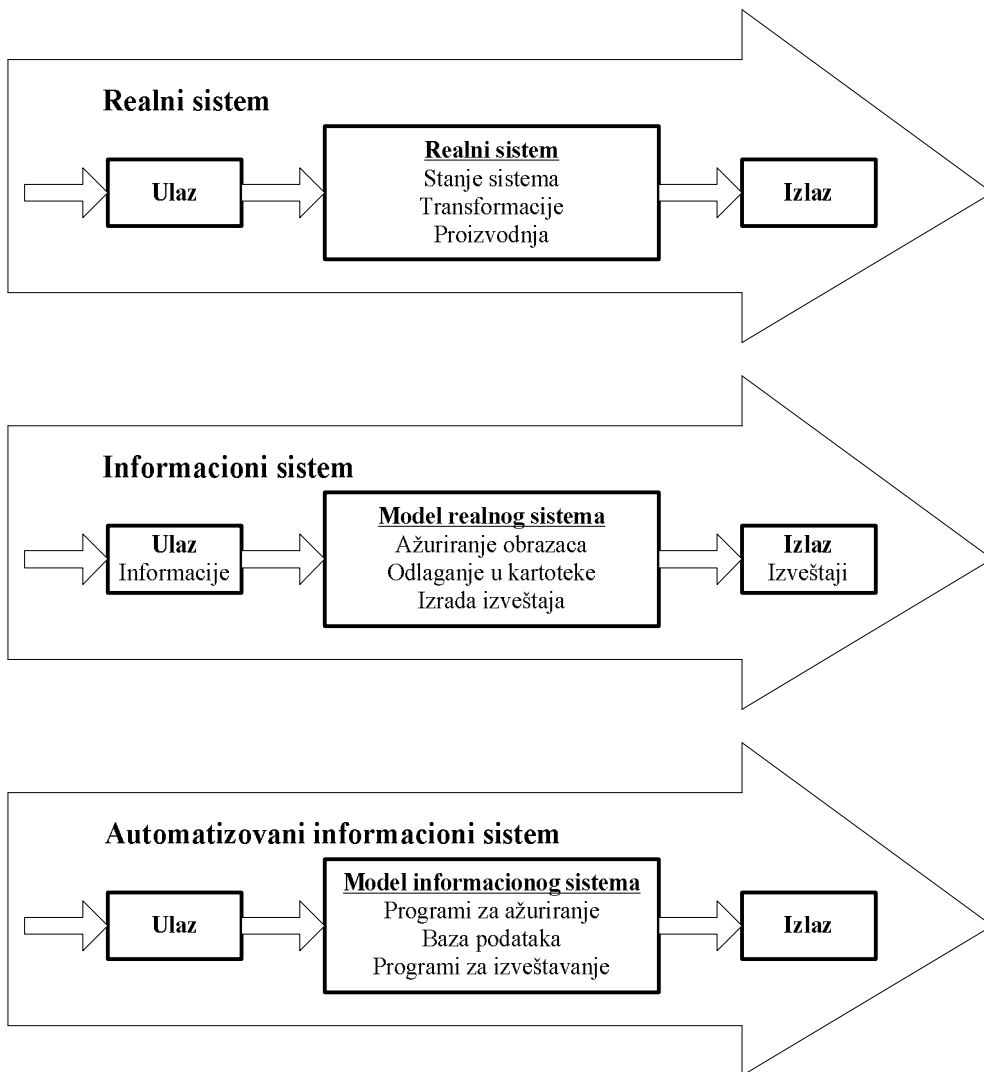 Realni sistem
Ulaz
Realni sistem
Stanje sistema
Transformacije
Proizvodnja
Izlaz
Informacioni sistem
Ulaz
Informacije
Model realnog sistema
Ažuriranje obrazaca
Odlaganje u kartoteke
Izrada izveštaja
Izlaz
Izveštaji
Automatizovani informacioni sistem
Ulaz
Model informacionog sistema
Programi za ažuriranje
Baza podataka
Programi za izveštavanje
Izlaz